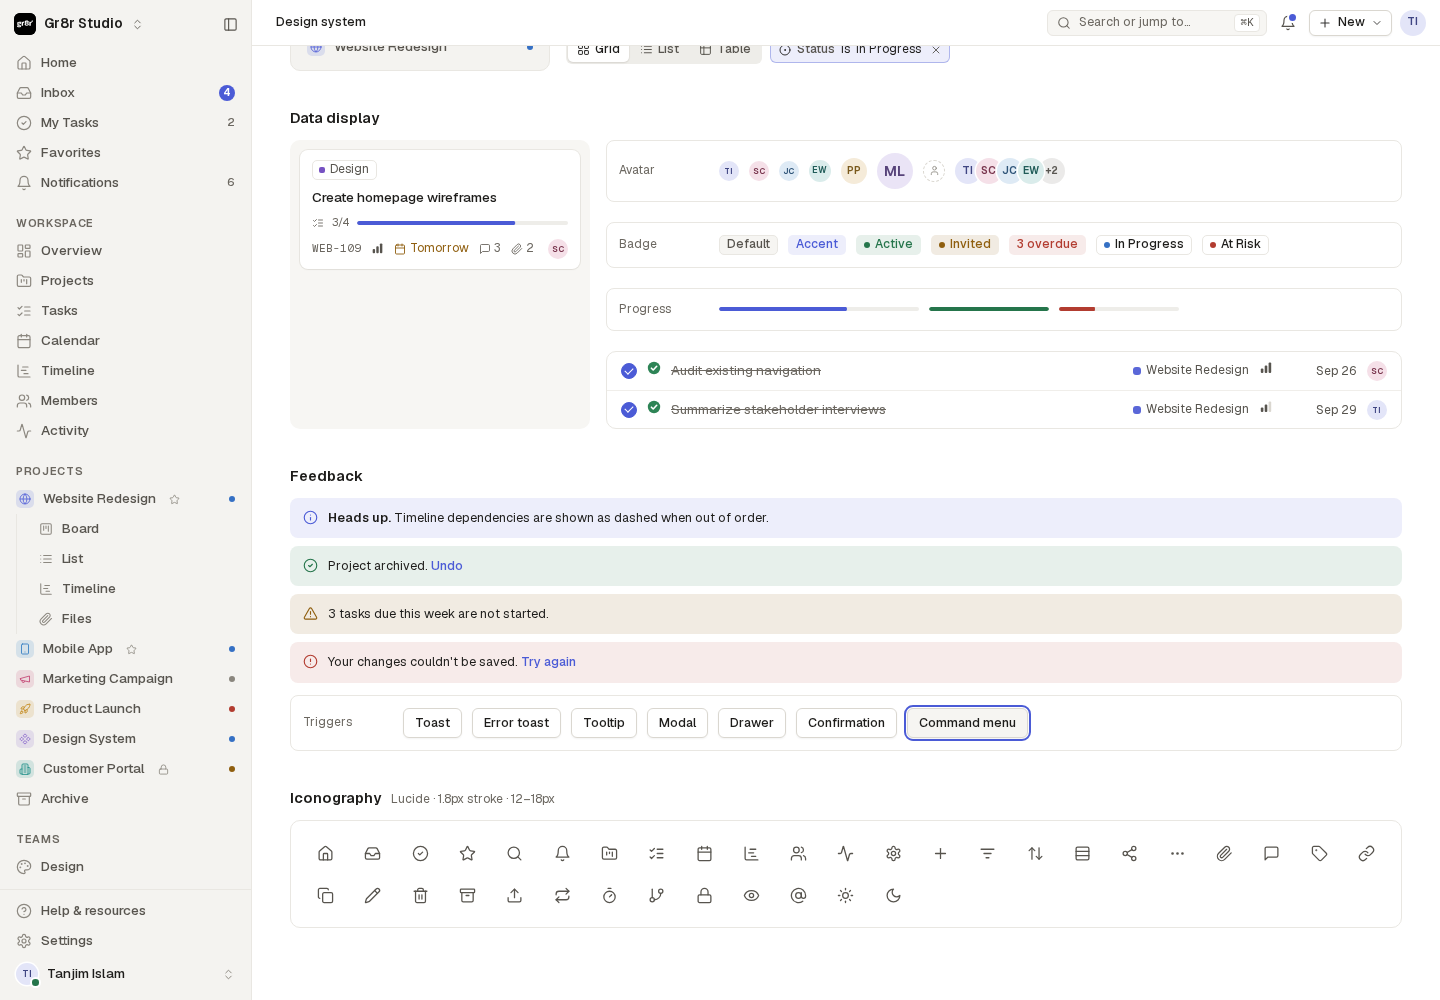 gr8r Gr8r Studio
Home
Inbox 4
My Tasks 2
Favorites
Notifications 6
WORKSPACE
Overview
Projects
Tasks
Calendar
Timeline
Members
Activity
PROJECTS
Website Redesign
Board
List
Timeline
Files
Mobile App
Marketing Campaign
Product Launch
Design System
Customer Portal
Archive
TEAMS
Design
Help & resources
Settings
TI Tanjim Islam
Design system
Search or jump to... ⌘K
New
TI
Website Redesign
Grid List Table
Status is In Progress
Data display
Design
Create homepage wireframes
3/4
WEB-109 Tomorrow 3 2 SC
Avatar TI SC JC EW PP ML TI SC JC EW +2
Badge Default Accent Active Invited 3 overdue In Progress At Risk
Progress
Audit existing navigation Website Redesign Sep 26 SC
Summarize stakeholder interviews Website Redesign Sep 29 TI
Feedback
Heads up. Timeline dependencies are shown as dashed when out of order.
Project archived. Undo
3 tasks due this week are not started.
Your changes couldn't be saved. Try again
Triggers Toast Error toast Tooltip Modal Drawer Confirmation Command menu
Iconography Lucide · 1.8px stroke · 12–18px